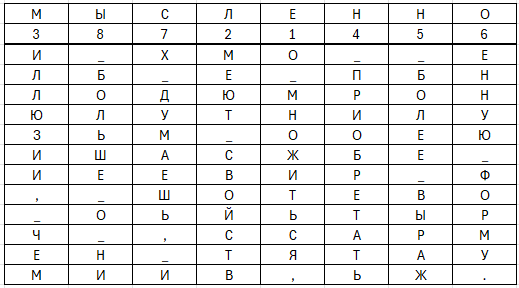 М Ы С Л Е Н Н О
3 8 7 2 1 4 5 6
И _ Х М О _ _ Е
Л Б _ Е _ П Б Н
Л О Д Ю М Р О Н
Ю Л У Т Н И Л У
З Ь М _ О О Е Ю
И Ш А С Ж Б Е _
И Е Е В И Р _ Ф
, _ Ш О Т Е В О
_ О Ь Й Ь Т Ы Р
Ч _ , С С А Р М
Е Н _ Т Я Т А У
М И И В , Ь Ж .